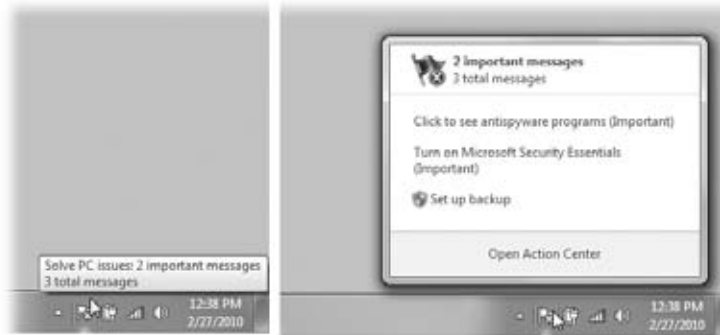 Solve PC issues: 2 important messages
3 total messages
12:38 PM
2/27/2010
2 important messages
3 total messages
Click to see antispyware programs (Important)
Turn on Microsoft Security Essentials
(Important)
Set up backup
Open Action Center
12:38 PM
2/27/2010